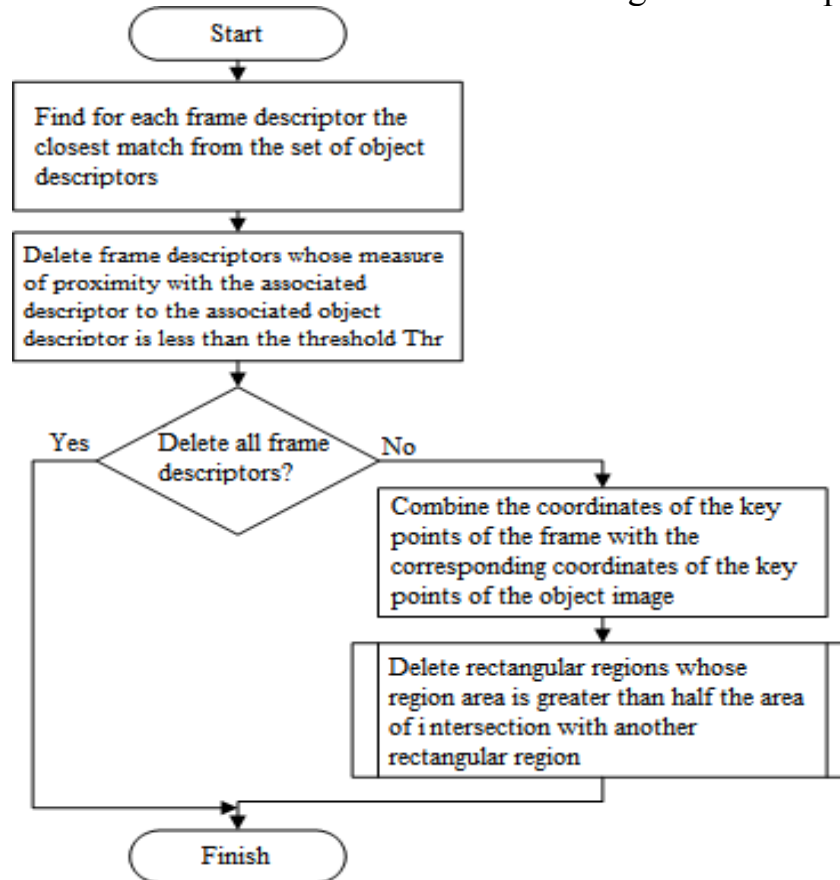 Start
Find for each frame descriptor the
closest match from the set of object
descriptors
Delete frame descriptors whose measure
of proximity with the associated
descriptor to the associated object
descriptor is less than the threshold Thr
Yes
Delete all frame
descriptors?
No
Combine the coordinates of the key
points of the frame with the
corresponding coordinates of the key
points of the object image
Delete rectangular regions whose
region area is greater than half the area
of i ntersection with another
rectangular region
Finish